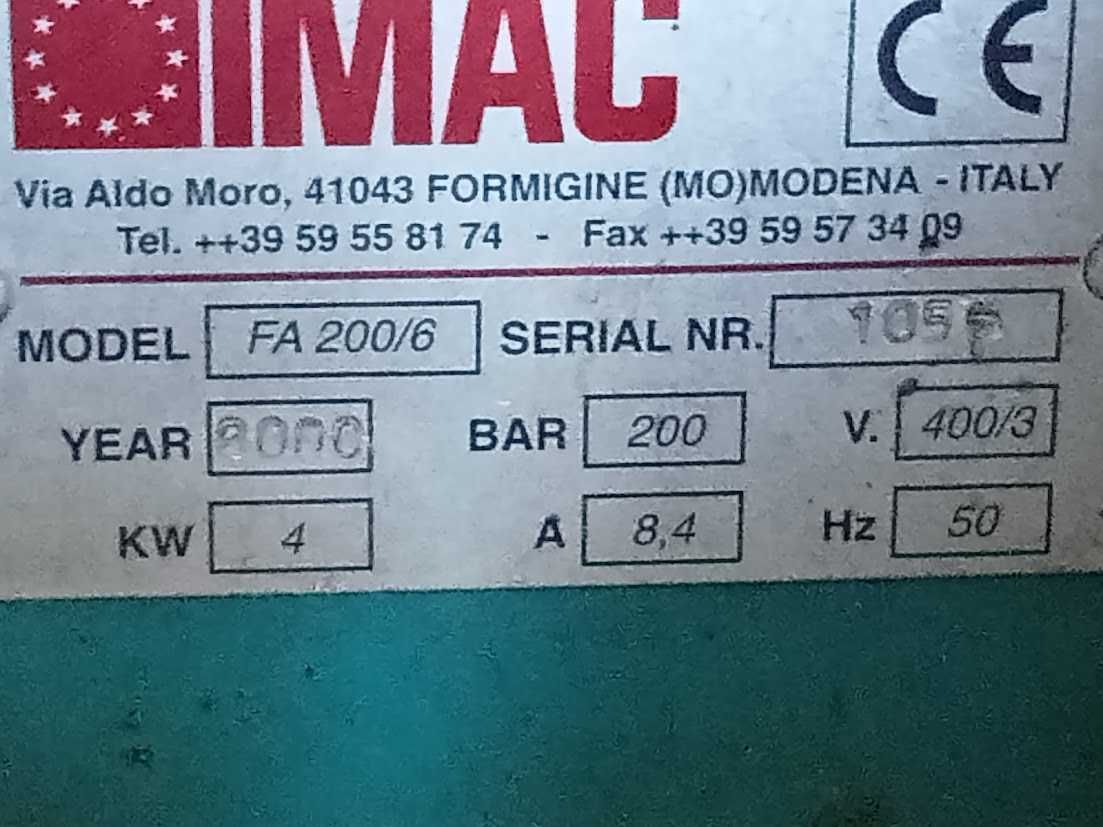 IMAC CE
Via Aldo Moro, 41043 FORMIGINE (MO)MODENA - ITALY
Tel. ++39 59 55 81 74 - Fax ++39 59 57 34 09
MODEL FA 200/6 SERIAL NR.
YEAR 2000 BAR 200 V. 400/3
KW 4 A 8,4 Hz 50